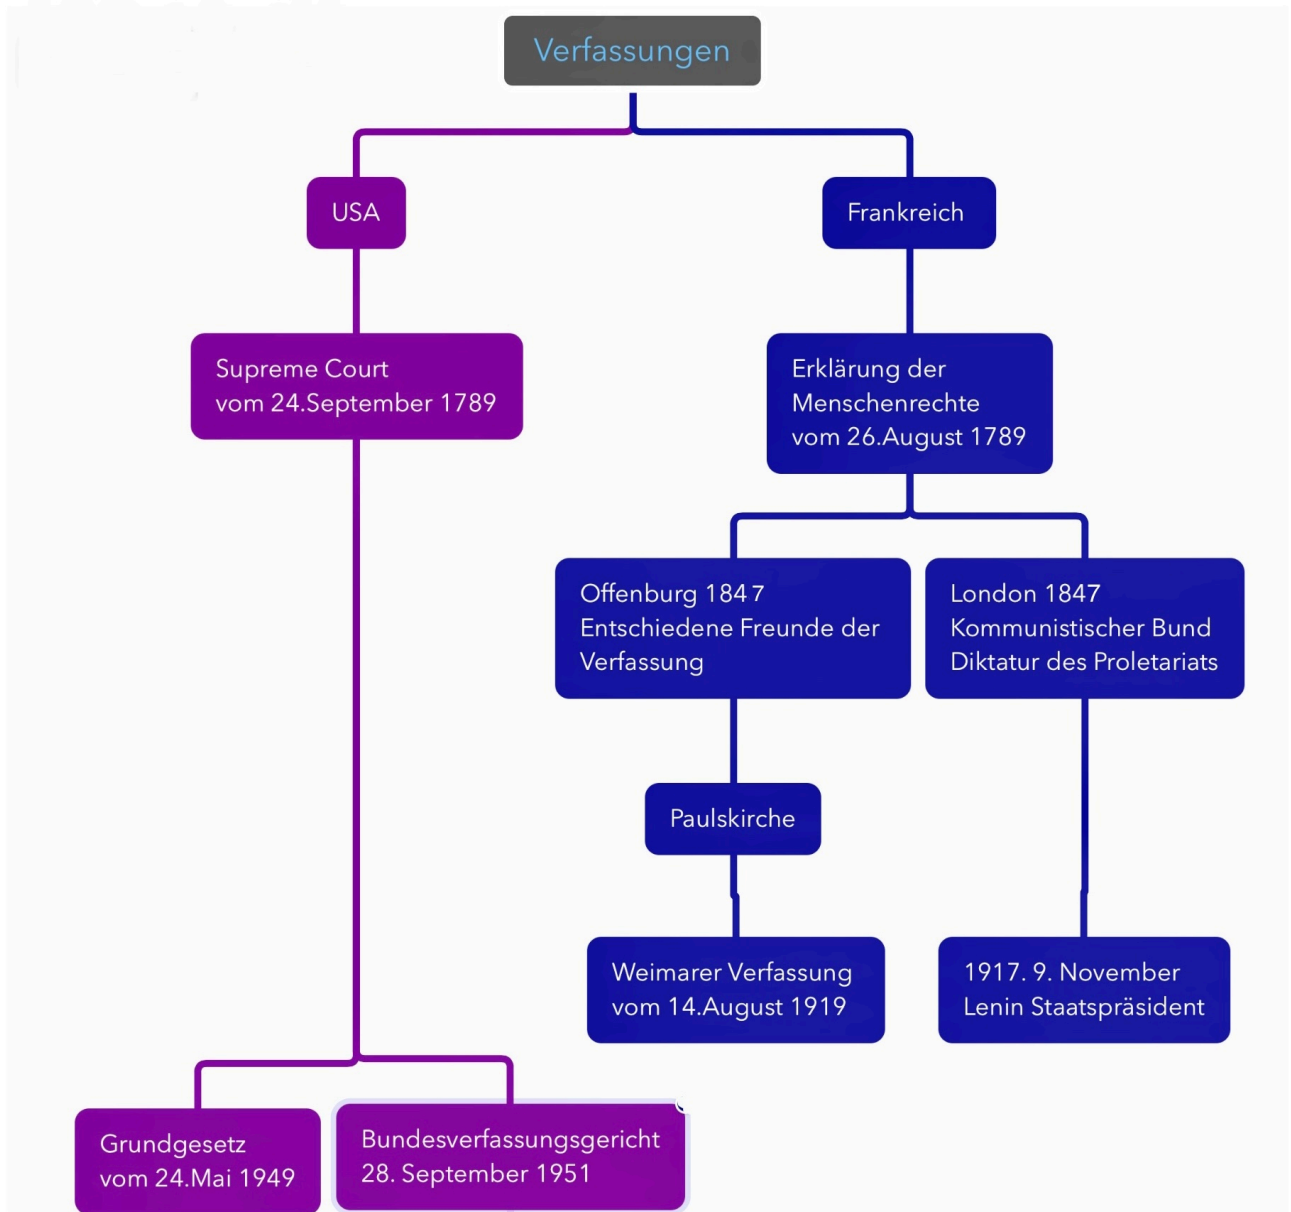 Verfassungen
USA
Frankreich
Supreme Court
vom 24.September 1789
Erklärung der
Menschenrechte
vom 26.August 1789
Offenburg 1847
Entschiedene Freunde der
Verfassung
London 1847
Kommunistischer Bund
Diktatur des Proletariats
Paulskirche
Weimarer Verfassung
vom 14.August 1919
1917. 9. November
Lenin Staatspräsident
Grundgesetz
vom 24.Mai 1949
Bundesverfassungsgericht
28. September 1951